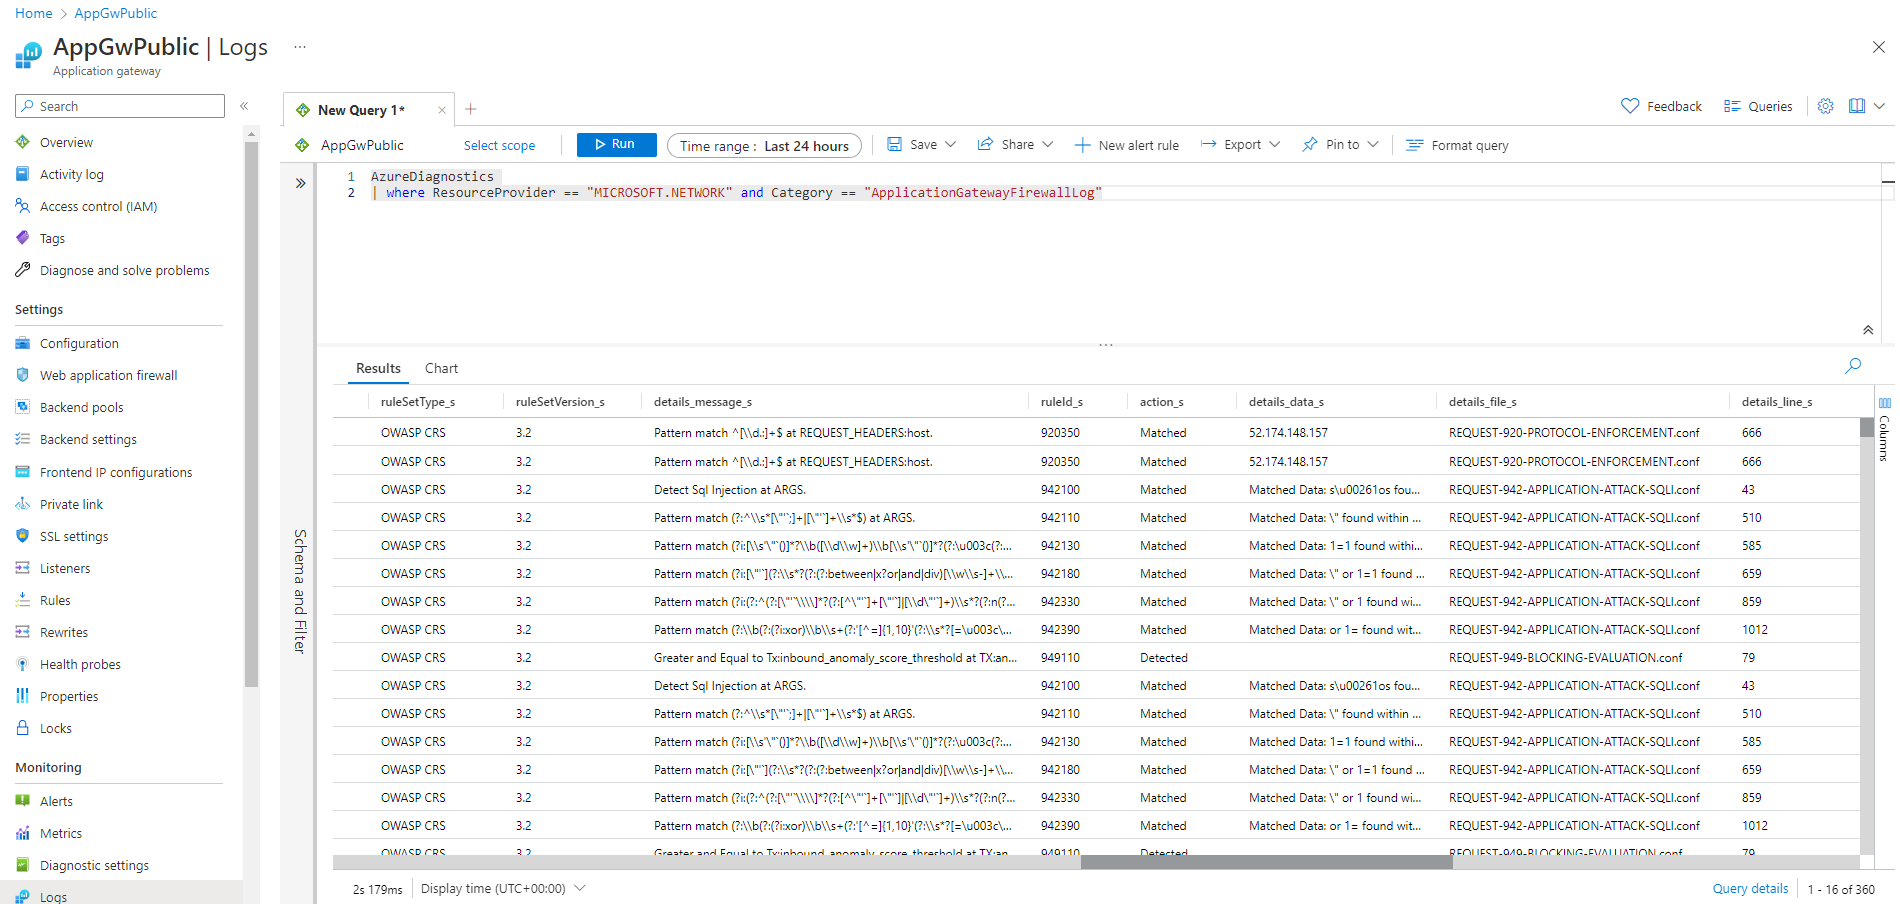 Home > AppGwPublic
AppGwPublic | Logs ...
Application gateway
Search
Overview
Activity log
Access control (IAM)
Tags
Diagnose and solve problems
Settings
Configuration
Web application firewall
Backend pools
Backend settings
Frontend IP configurations
Private link
SSL settings
Listeners
Rules
Rewrites
Health probes
Properties
Locks
Monitoring
Alerts
Metrics
Diagnostic settings
Logs
New Query 1*
Feedback Queries
AppGwPublic Select scope Run Time range : Last 24 hours Save Share New alert rule Export Pin to Format query
1 AzureDiagnostics
2 | where ResourceProvider == "MICROSOFT.NETWORK" and Category == "ApplicationGatewayFirewallLog"
Schema and Filter
Results Chart
Columns
ruleSetType_s ruleSetVersion_s details_message_s ruleId_s action_s details_data_s details_file_s details_line_s
OWASP CRS 3.2 Pattern match ^[\\d.:]+$ at REQUEST_HEADERS:host. 920350 Matched 52.174.148.157 REQUEST-920-PROTOCOL-ENFORCEMENT.conf 666
OWASP CRS 3.2 Pattern match ^[\\d.:]+$ at REQUEST_HEADERS:host. 920350 Matched 52.174.148.157 REQUEST-920-PROTOCOL-ENFORCEMENT.conf 666
OWASP CRS 3.2 Detect Sql Injection at ARGS. 942100 Matched Matched Data: s\u00261os fou... REQUEST-942-APPLICATION-ATTACK-SQLI.conf 43
OWASP CRS 3.2 Pattern match (?:^\\s*[\"'`;]+|[\"'`]+\\s*$) at ARGS. 942110 Matched Matched Data: \" found within ... REQUEST-942-APPLICATION-ATTACK-SQLI.conf 510
OWASP CRS 3.2 Pattern match (?i:[\\s'\"`()]*?\\b([\\d\\w]+)\\b[\\s'\"`()]*?(?:\u003c(?:... 942130 Matched Matched Data: 1=1 found withi... REQUEST-942-APPLICATION-ATTACK-SQLI.conf 585
OWASP CRS 3.2 Pattern match (?i:[\"'`](?:\\s*?(?:(?:between|x?or|and|div)[\\w\\s-]+\\... 942180 Matched Matched Data: \" or 1=1 found ... REQUEST-942-APPLICATION-ATTACK-SQLI.conf 659
OWASP CRS 3.2 Pattern match (?i:(?:^(?:[\"'`\\\\]*?(?:[^\"'`]+[\"'`]|[\\d\"'`]+)\\s*?(?:n(?... 942330 Matched Matched Data: \" or 1 found wi... REQUEST-942-APPLICATION-ATTACK-SQLI.conf 859
OWASP CRS 3.2 Pattern match (?:\\b(?:(?i:xor)\\b\\s+(?:'[^=]{1,10}'(?:\\s*?[=\u003c\... 942390 Matched Matched Data: or 1= found wit... REQUEST-942-APPLICATION-ATTACK-SQLI.conf 1012
OWASP CRS 3.2 Greater and Equal to Tx:inbound_anomaly_score_threshold at TX:an... 949110 Detected REQUEST-949-BLOCKING-EVALUATION.conf 79
OWASP CRS 3.2 Detect Sql Injection at ARGS. 942100 Matched Matched Data: s\u00261os fou... REQUEST-942-APPLICATION-ATTACK-SQLI.conf 43
OWASP CRS 3.2 Pattern match (?:^\\s*[\"'`;]+|[\"'`]+\\s*$) at ARGS. 942110 Matched Matched Data: \" found within ... REQUEST-942-APPLICATION-ATTACK-SQLI.conf 510
OWASP CRS 3.2 Pattern match (?i:[\\s'\"`()]*?\\b([\\d\\w]+)\\b[\\s'\"`()]*?(?:\u003c(?:... 942130 Matched Matched Data: 1=1 found withi... REQUEST-942-APPLICATION-ATTACK-SQLI.conf 585
OWASP CRS 3.2 Pattern match (?i:[\"'`](?:\\s*?(?:(?:between|x?or|and|div)[\\w\\s-]+\\... 942180 Matched Matched Data: \" or 1=1 found ... REQUEST-942-APPLICATION-ATTACK-SQLI.conf 659
OWASP CRS 3.2 Pattern match (?i:(?:^(?:[\"'`\\\\]*?(?:[^\"'`]+[\"'`]|[\\d\"'`]+)\\s*?(?:n(?... 942330 Matched Matched Data: \" or 1 found wi... REQUEST-942-APPLICATION-ATTACK-SQLI.conf 859
OWASP CRS 3.2 Pattern match (?:\\b(?:(?i:xor)\\b\\s+(?:'[^=]{1,10}'(?:\\s*?[=\u003c\... 942390 Matched Matched Data: or 1= found wit... REQUEST-942-APPLICATION-ATTACK-SQLI.conf 1012
OWASP CRS 3.2 Greater and Equal to Tx:inbound_anomaly_score_threshold at TX:an... 949110 Detected REQUEST-949-BLOCKING-EVALUATION.conf 79
2s 179ms Display time (UTC+00:00) Query details 1 - 16 of 360